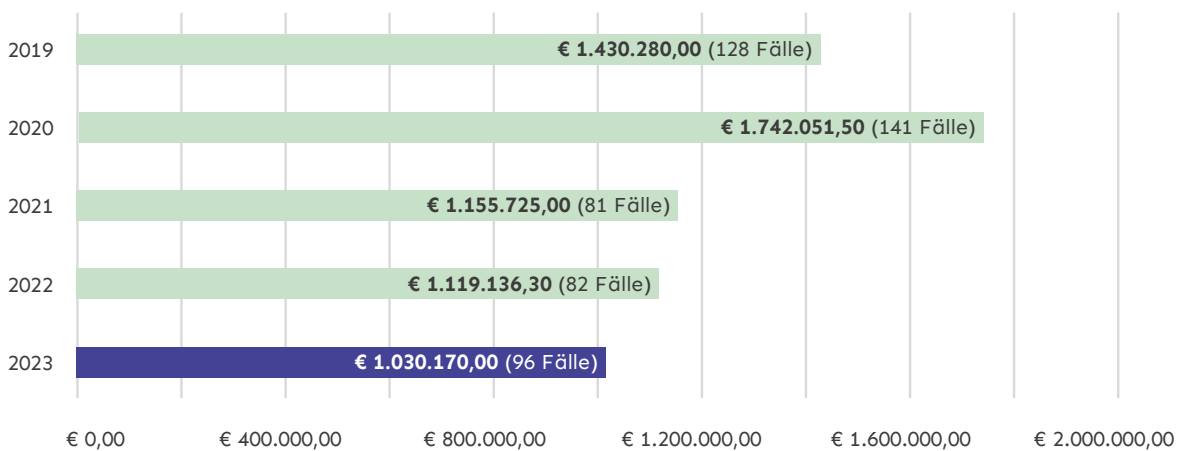 2019 € 1.430.280,00 (128 Fälle)
2020 € 1.742.051,50 (141 Fälle)
2021 € 1.155.725,00 (81 Fälle)
2022 € 1.119.136,30 (82 Fälle)
2023 € 1.030.170,00 (96 Fälle)
€ 0,00 € 400.000,00 € 800.000,00 € 1.200.000,00 € 1.600.000,00 € 2.000.000,00